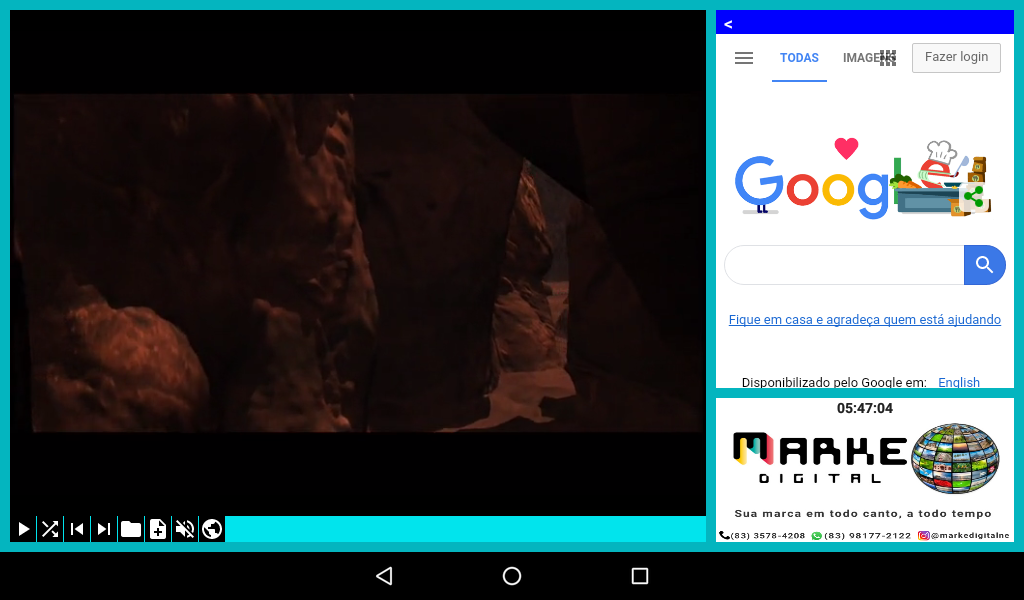 <
TODAS IMAGENS Fazer login
Google
Fique em casa e agradeça quem está ajudando
Disponibilizado pelo Google em: English
05:47:04
MARKE
DIGITAL
Sua marca em todo canto, a todo tempo
(83) 3578-4208 (83) 98177-2122 @markedigitalne